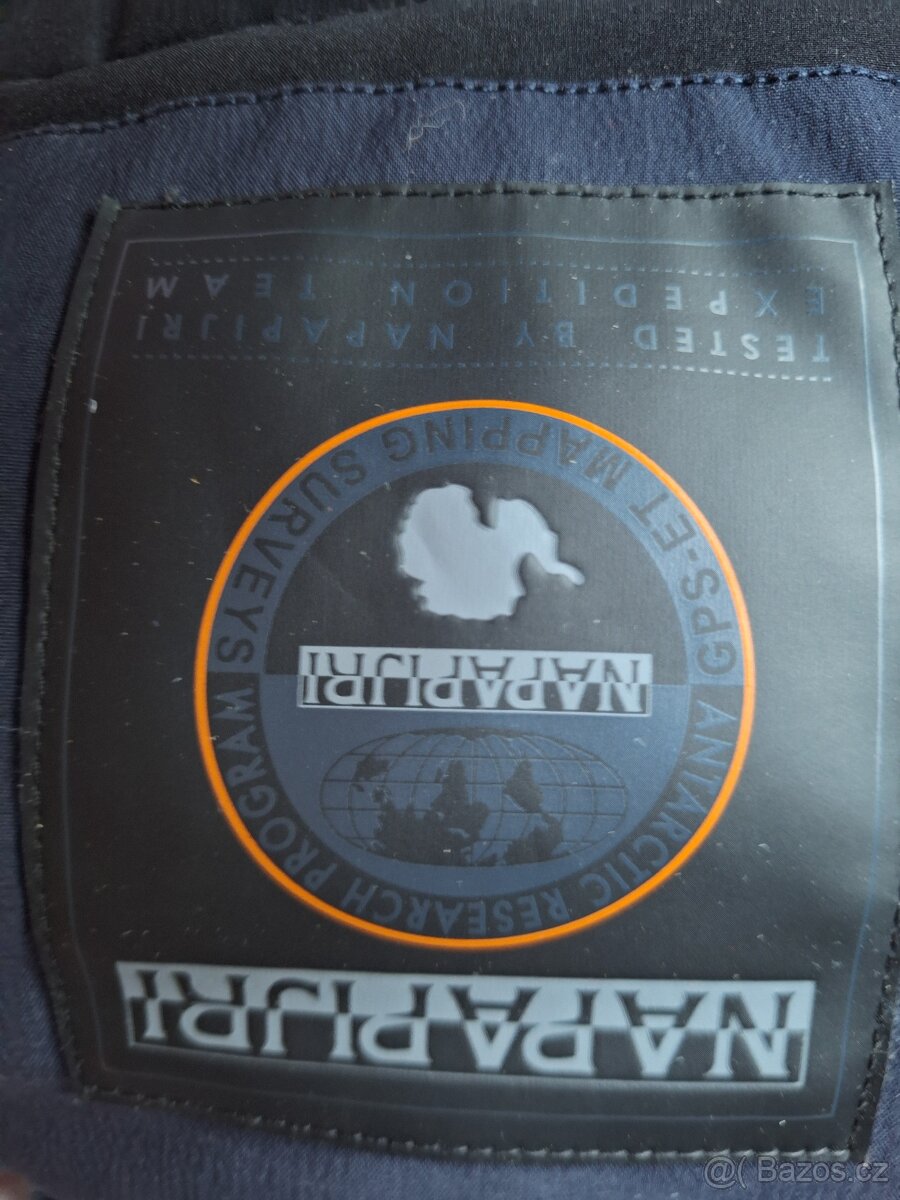 NAPAPIJRI
ANTARCTIC RESEARCH PROGRAM
NAPAPIJRI
GPS-ET MAPPING SURVEYS
TESTED BY NAPAPIJRI
EXPEDITION TEAM
@( Bazos.cz